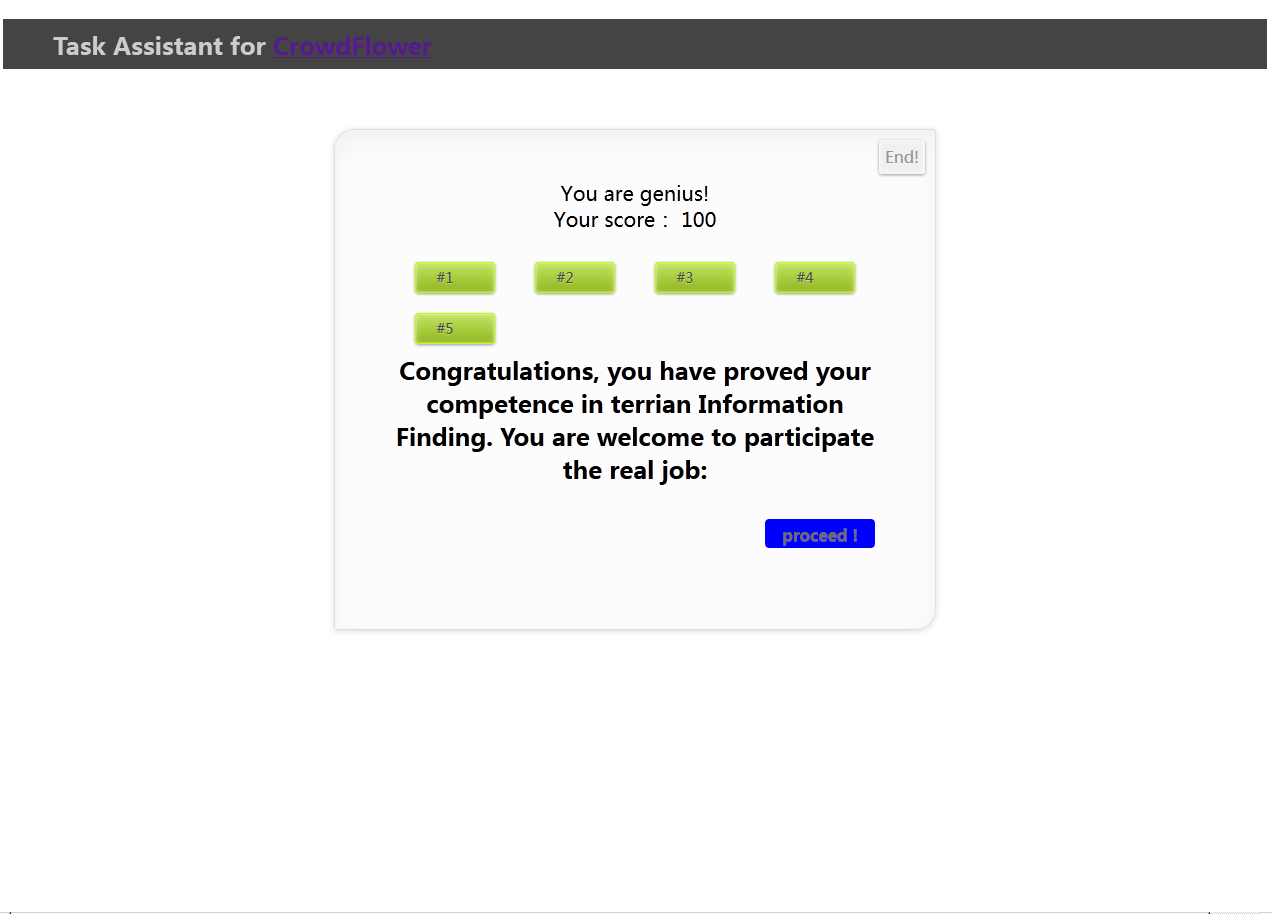 Task Assistant for CrowdFlower
End!
You are genius!
Your score : 100
#1 #2 #3 #4
#5
Congratulations, you have proved your
competence in terrian Information
Finding. You are welcome to participate
the real job:
proceed !